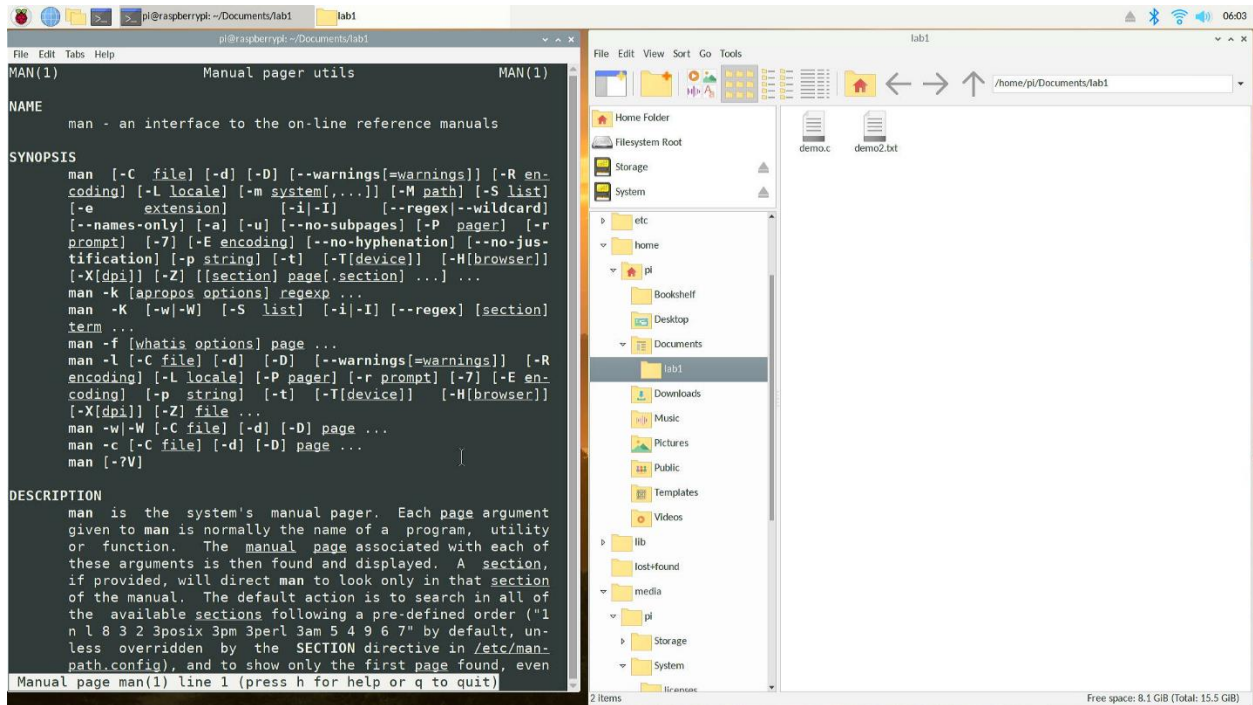 pi@raspberrypi: ~/Documents/lab1
lab1
06:03
pi@raspberrypi: ~/Documents/lab1
File Edit Tabs Help
MAN(1) Manual pager utils MAN(1)
NAME
man - an interface to the on-line reference manuals
SYNOPSIS
man [-C file] [-d] [-D] [--warnings[=warnings]] [-R en-
coding] [-L locale] [-m system[,...]] [-M path] [-S list]
[-e extension] [-i|-I] [--regex|--wildcard]
[--names-only] [-a] [-u] [--no-subpages] [-P pager] [-r
prompt] [-7] [-E encoding] [--no-hyphenation] [--no-jus-
tification] [-p string] [-t] [-T[device]] [-H[browser]]
[-X[dpi]] [-Z] [[section] page[.section] ...] ...
man -k [apropos options] regexp ...
man -K [-w|-W] [-S list] [-i|-I] [--regex] [section]
term ...
man -f [whatis options] page ...
man -l [-C file] [-d] [-D] [--warnings[=warnings]] [-R
encoding] [-L locale] [-P pager] [-r prompt] [-7] [-E en-
coding] [-p string] [-t] [-T[device]] [-H[browser]]
[-X[dpi]] [-Z] file ...
man -w|-W [-C file] [-d] [-D] page ...
man -c [-C file] [-d] [-D] page ...
man [-?V]
DESCRIPTION
man is the system's manual pager. Each page argument
given to man is normally the name of a program, utility
or function. The manual page associated with each of
these arguments is then found and displayed. A section,
if provided, will direct man to look only in that section
of the manual. The default action is to search in all of
the available sections following a pre-defined order ("1
n l 8 3 2 3posix 3pm 3perl 3am 5 4 9 6 7" by default, un-
less overridden by the SECTION directive in /etc/man-
path.config), and to show only the first page found, even
Manual page man(1) line 1 (press h for help or q to quit)
lab1
File Edit View Sort Go Tools
/home/pi/Documents/lab1
Home Folder
Filesystem Root
Storage
System
etc
home
pi
Bookshelf
Desktop
Documents
lab1
Downloads
Music
Pictures
Public
Templates
Videos
lib
lost+found
media
pi
Storage
System
licenses
demo.c
demo2.txt
2 items
Free space: 8.1 GiB (Total: 15.5 GiB)